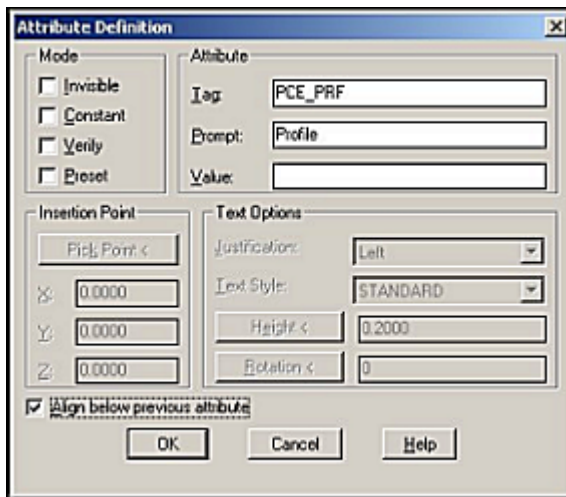 Attribute Definition
Mode
Invisible
Constant
Verify
Preset
Attribute
Tag: PCE_PRF
Prompt: Profile
Value:
Insertion Point
Pick Point <
X: 0.0000
Y: 0.0000
Z: 0.0000
Text Options
Justification: Left
Text Style: STANDARD
Height < 0.2000
Rotation < 0
Align below previous attribute
OK Cancel Help